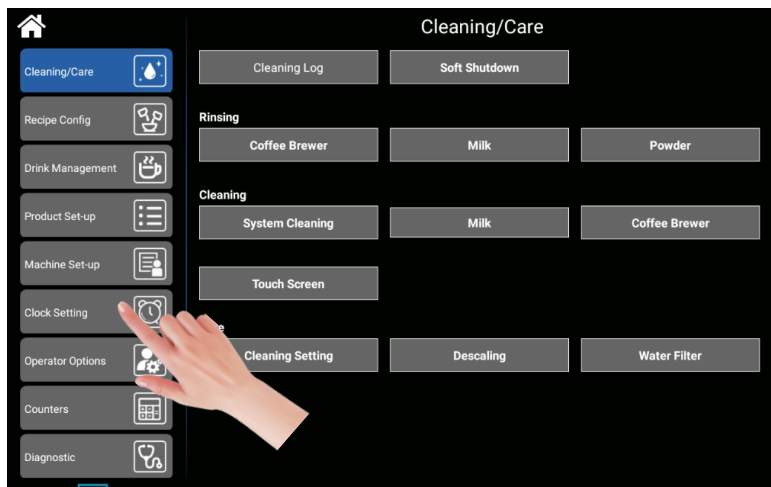 Cleaning/Care
Cleaning/Care
Recipe Config
Drink Management
Product Set-up
Machine Set-up
Clock Setting
Operator Options
Counters
Diagnostic
Cleaning Log
Soft Shutdown
Rinsing
Coffee Brewer
Milk
Powder
Cleaning
System Cleaning
Milk
Coffee Brewer
Touch Screen
Cleaning Setting
Descaling
Water Filter